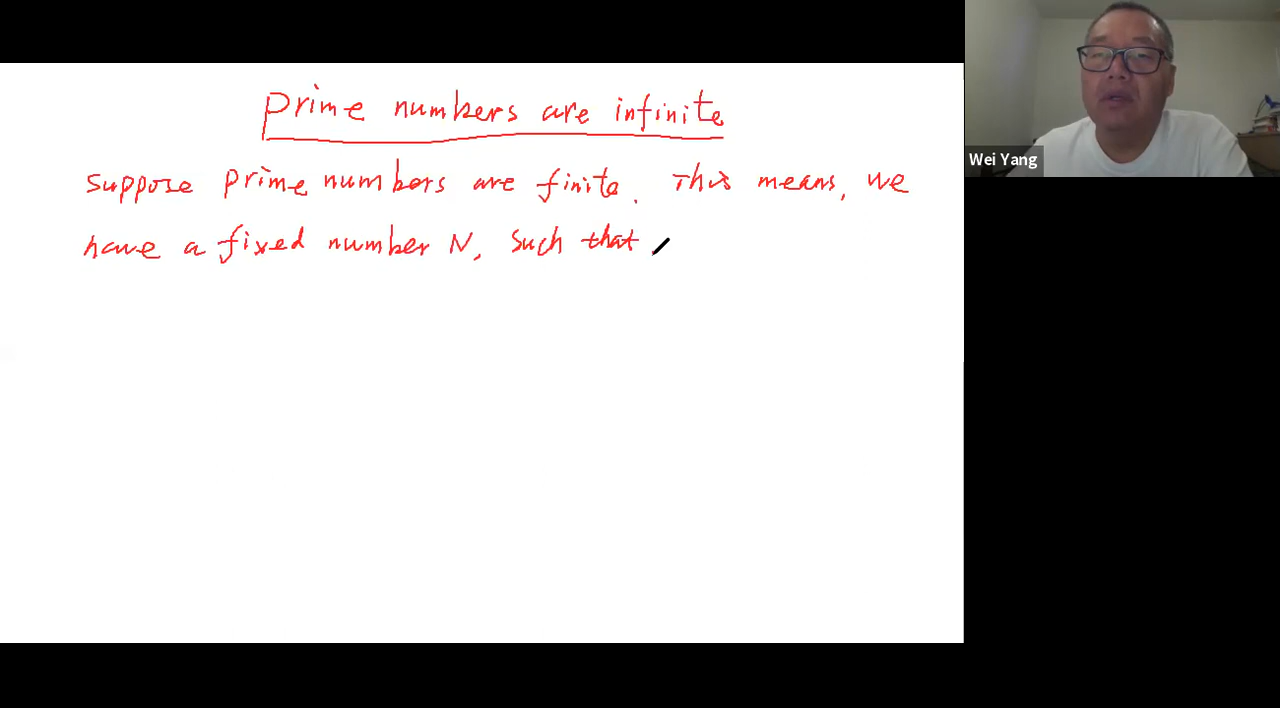 Prime numbers are infinite
Suppose prime numbers are finite. This means, we
have a fixed number N, such that
Wei Yang